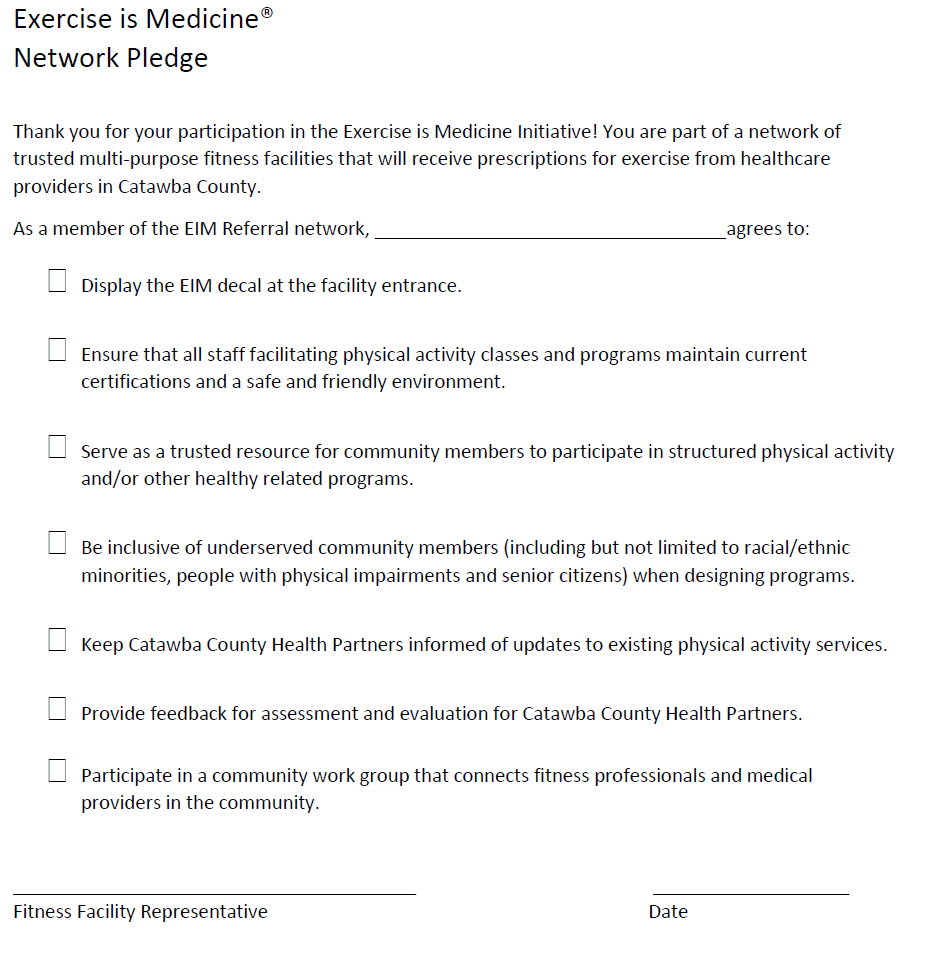 Exercise is Medicine®
Network Pledge
Thank you for your participation in the Exercise is Medicine Initiative! You are part of a network of
trusted multi-purpose fitness facilities that will receive prescriptions for exercise from healthcare
providers in Catawba County.
As a member of the EIM Referral network, ___________________________________agrees to:
Display the EIM decal at the facility entrance.
Ensure that all staff facilitating physical activity classes and programs maintain current
certifications and a safe and friendly environment.
Serve as a trusted resource for community members to participate in structured physical activity
and/or other healthy related programs.
Be inclusive of underserved community members (including but not limited to racial/ethnic
minorities, people with physical impairments and senior citizens) when designing programs.
Keep Catawba County Health Partners informed of updates to existing physical activity services.
Provide feedback for assessment and evaluation for Catawba County Health Partners.
Participate in a community work group that connects fitness professionals and medical
providers in the community.
Fitness Facility Representative Date